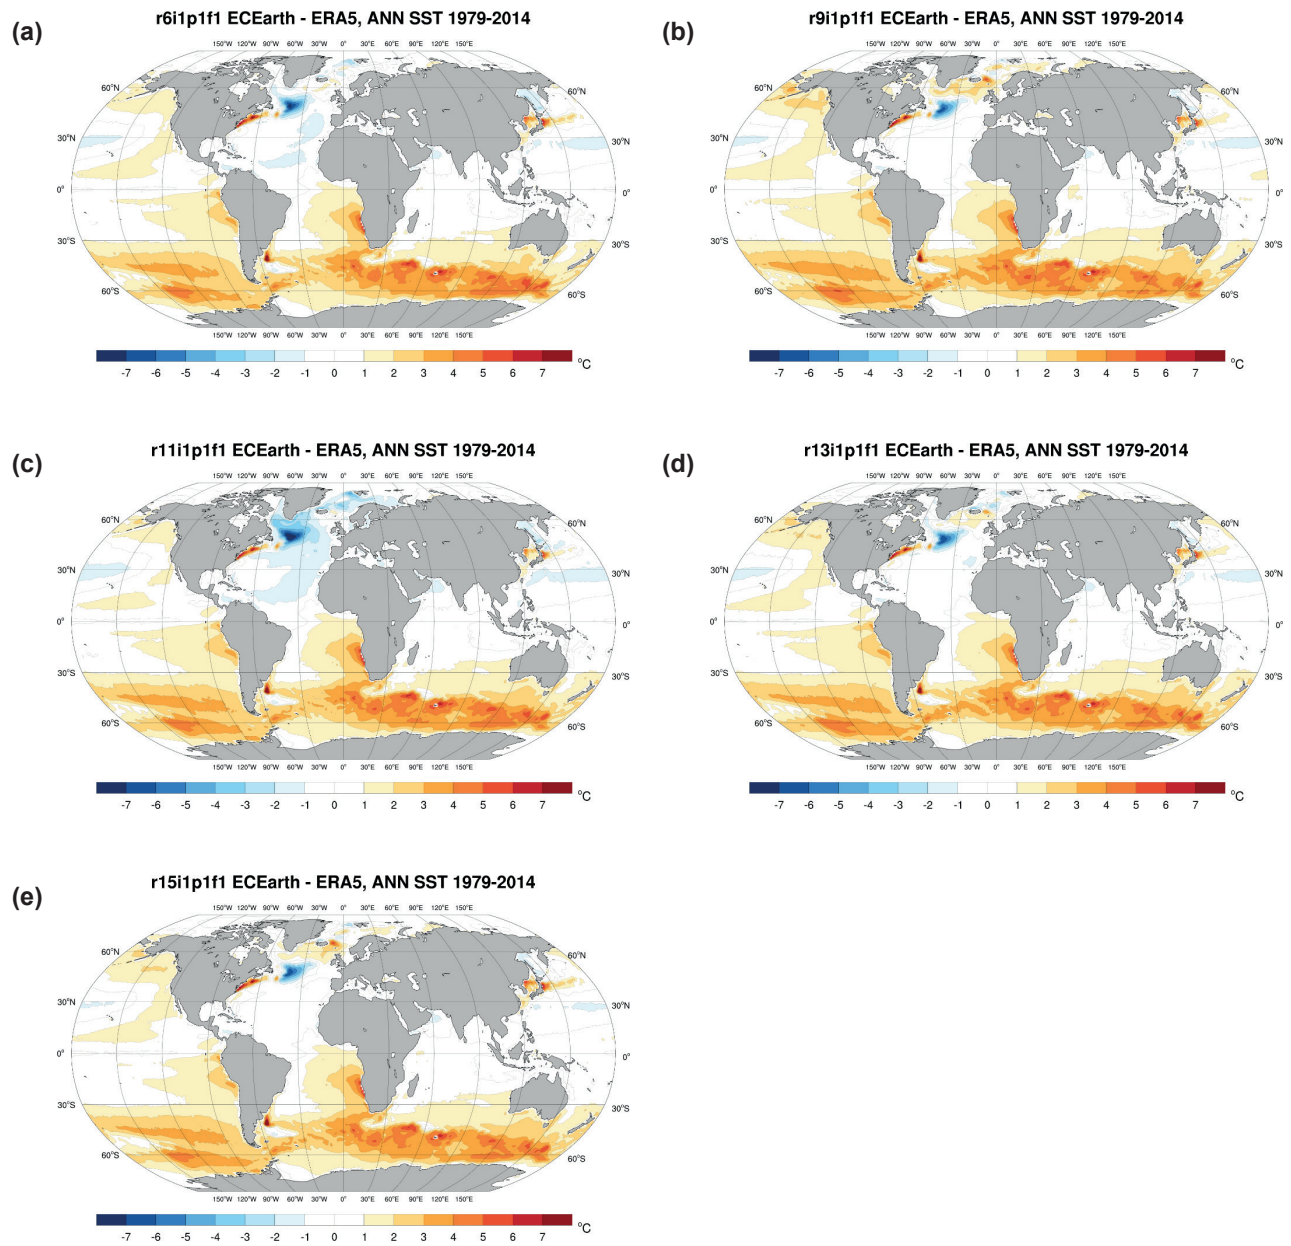 (a)
r6i1p1f1 ECEarth - ERA5, ANN SST 1979-2014
150°W 120°W 90°W 60°W 30°W 0° 30°E 60°E 90°E 120°E 150°E
60°N
30°N 30°N
0° 0°
30°S 30°S
60°S 60°S
150°W 120°W 90°W 60°W 30°W 0° 30°E 60°E 90°E 120°E 150°E
-7 -6 -5 -4 -3 -2 -1 0 1 2 3 4 5 6 7 °C
(b)
r9i1p1f1 ECEarth - ERA5, ANN SST 1979-2014
150°W 120°W 90°W 60°W 30°W 0° 30°E 60°E 90°E 120°E 150°E
60°N 60°N
30°N 30°N
0° 0°
30°S 30°S
60°S 60°S
150°W 120°W 90°W 60°W 30°W 0° 30°E 60°E 90°E 120°E 150°E
-7 -6 -5 -4 -3 -2 -1 0 1 2 3 4 5 6 7 °C
(c)
r11i1p1f1 ECEarth - ERA5, ANN SST 1979-2014
150°W 120°W 90°W 60°W 30°W 0° 30°E 60°E 90°E 120°E 150°E
60°N 60°N
30°N 30°N
0° 0°
30°S 30°S
60°S 60°S
150°W 120°W 90°W 60°W 30°W 0° 30°E 60°E 90°E 120°E 150°E
-7 -6 -5 -4 -3 -2 -1 0 1 2 3 4 5 6 7 °C
(d)
r13i1p1f1 ECEarth - ERA5, ANN SST 1979-2014
150°W 120°W 90°W 60°W 30°W 0° 30°E 60°E 90°E 120°E 150°E
60°N 60°N
30°N 30°N
0° 0°
30°S 30°S
60°S 60°S
150°W 120°W 90°W 60°W 30°W 0° 30°E 60°E 90°E 120°E 150°E
-7 -6 -5 -4 -3 -2 -1 0 1 2 3 4 5 6 7 °C
(e)
r15i1p1f1 ECEarth - ERA5, ANN SST 1979-2014
150°W 120°W 90°W 60°W 30°W 0° 30°E 60°E 90°E 120°E 150°E
60°N 60°N
30°N 30°N
0° 0°
30°S 30°S
60°S 60°S
150°W 120°W 90°W 60°W 30°W 0° 30°E 60°E 90°E 120°E 150°E
-7 -6 -5 -4 -3 -2 -1 0 1 2 3 4 5 6 7 °C